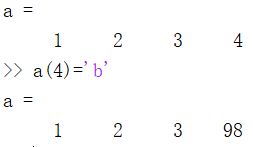 a =
1 2 3 4
>> a(4)='b'
a =
1 2 3 98